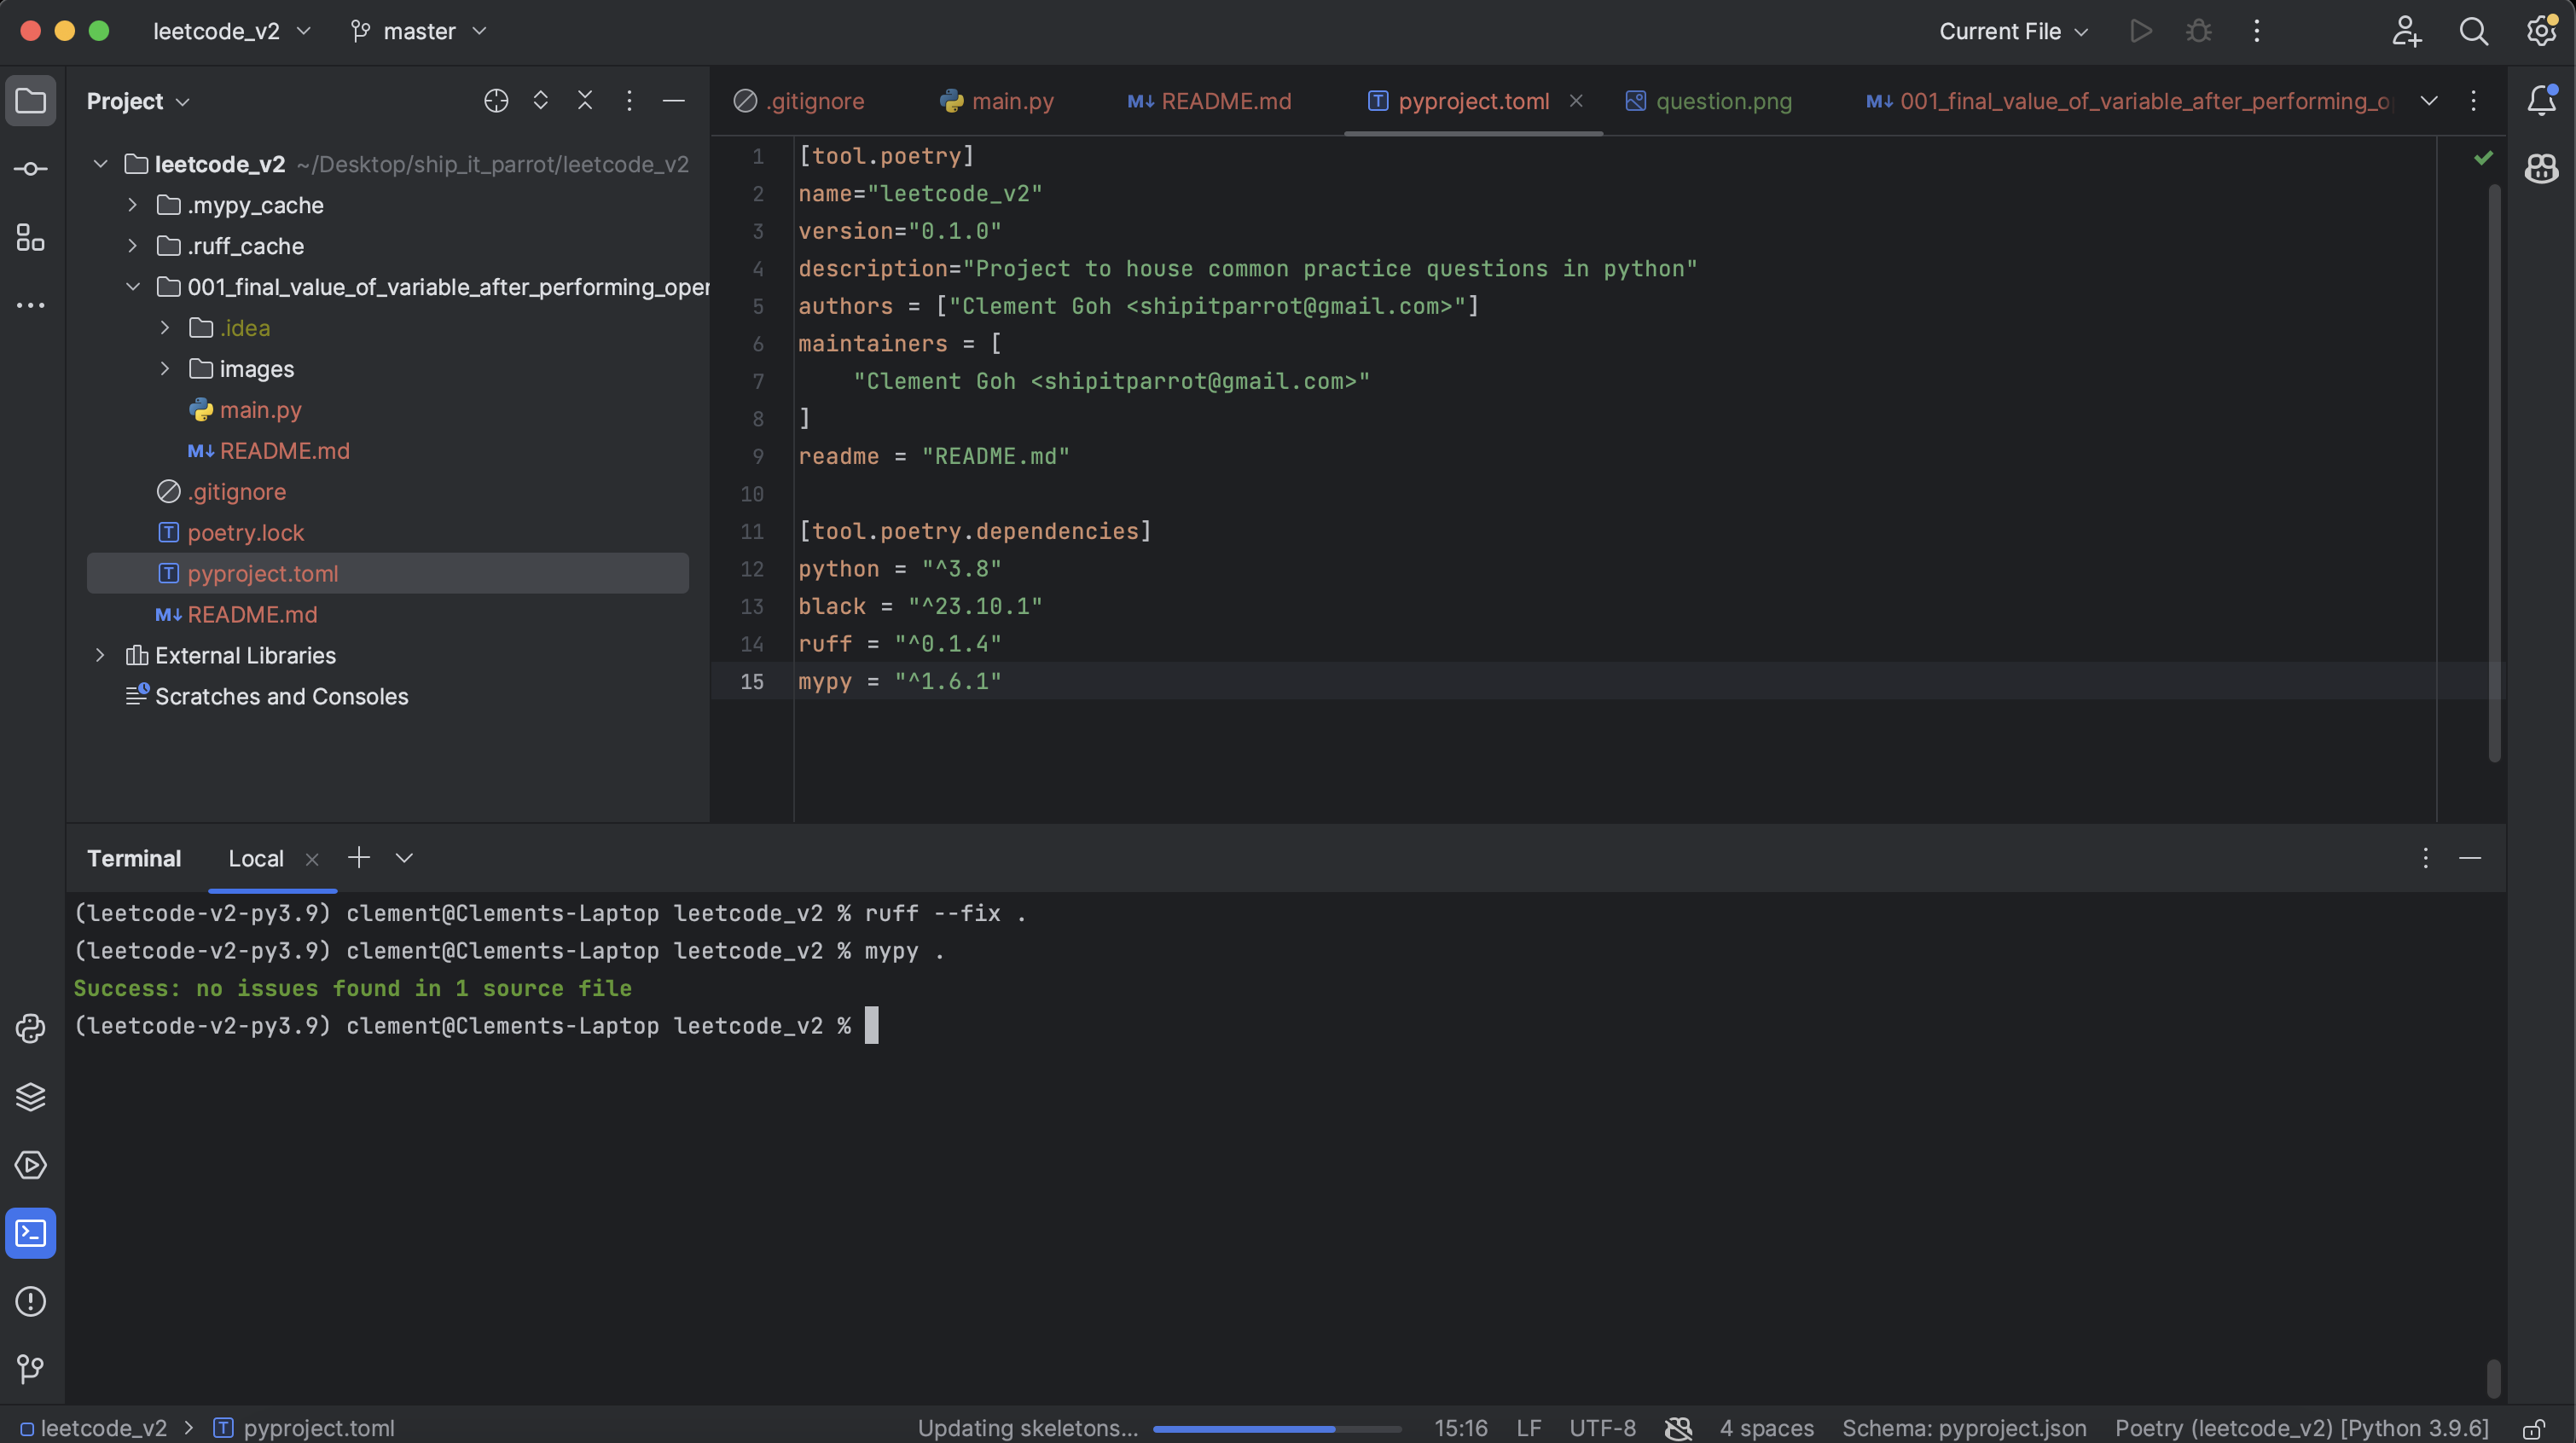 leetcode_v2 master Current File
Project
.gitignore main.py README.md pyproject.toml question.png 001_final_value_of_variable_after_performing_o
leetcode_v2 ~/Desktop/ship_it_parrot/leetcode_v2
.mypy_cache
.ruff_cache
001_final_value_of_variable_after_performing_oper
.idea
images
main.py
README.md
.gitignore
poetry.lock
pyproject.toml
README.md
External Libraries
Scratches and Consoles
1 [tool.poetry]
2 name="leetcode_v2"
3 version="0.1.0"
4 description="Project to house common practice questions in python"
5 authors = ["Clement Goh <shipitparrot@gmail.com>"]
6 maintainers = [
7 "Clement Goh <shipitparrot@gmail.com>"
8 ]
9 readme = "README.md"
10
11 [tool.poetry.dependencies]
12 python = "^3.8"
13 black = "^23.10.1"
14 ruff = "^0.1.4"
15 mypy = "^1.6.1"
Terminal Local
(leetcode-v2-py3.9) clement@Clements-Laptop leetcode_v2 % ruff --fix .
(leetcode-v2-py3.9) clement@Clements-Laptop leetcode_v2 % mypy .
Success: no issues found in 1 source file
(leetcode-v2-py3.9) clement@Clements-Laptop leetcode_v2 %
leetcode_v2 > pyproject.toml Updating skeletons... 15:16 LF UTF-8 4 spaces Schema: pyproject.json Poetry (leetcode_v2) [Python 3.9.6]